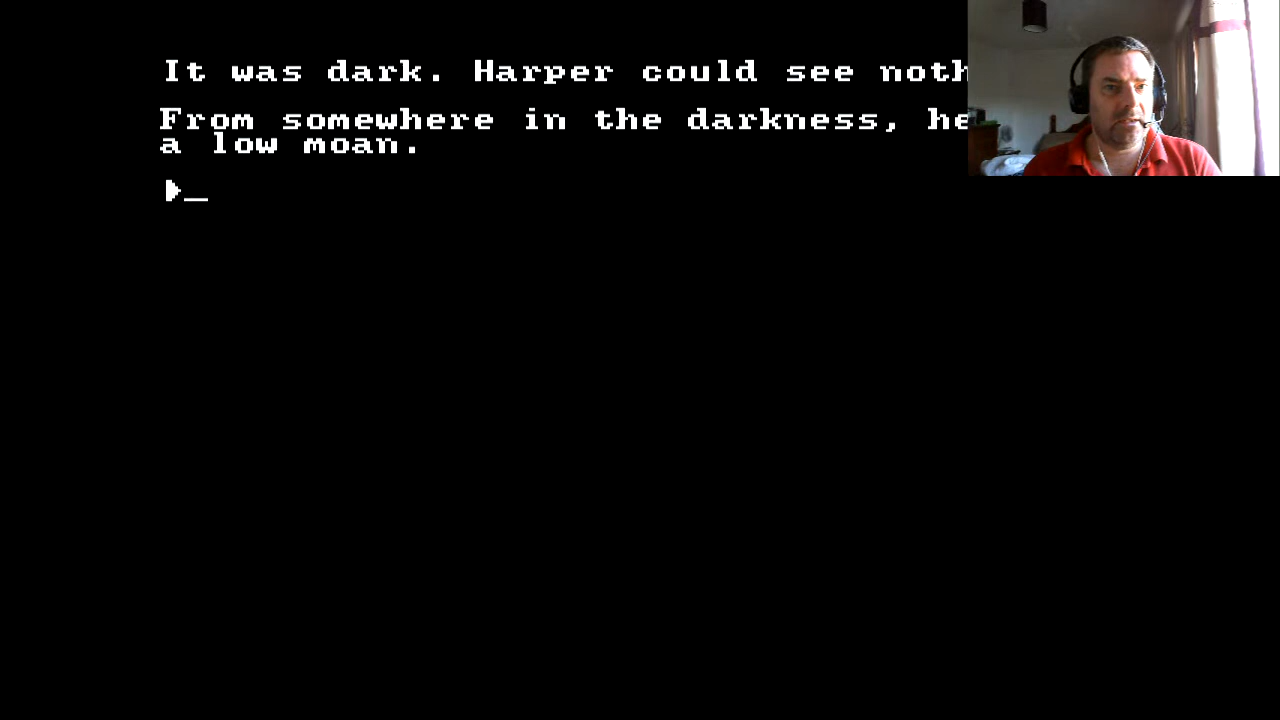 It was dark. Harper could see noth
From somewhere in the darkness, he
a low moan.